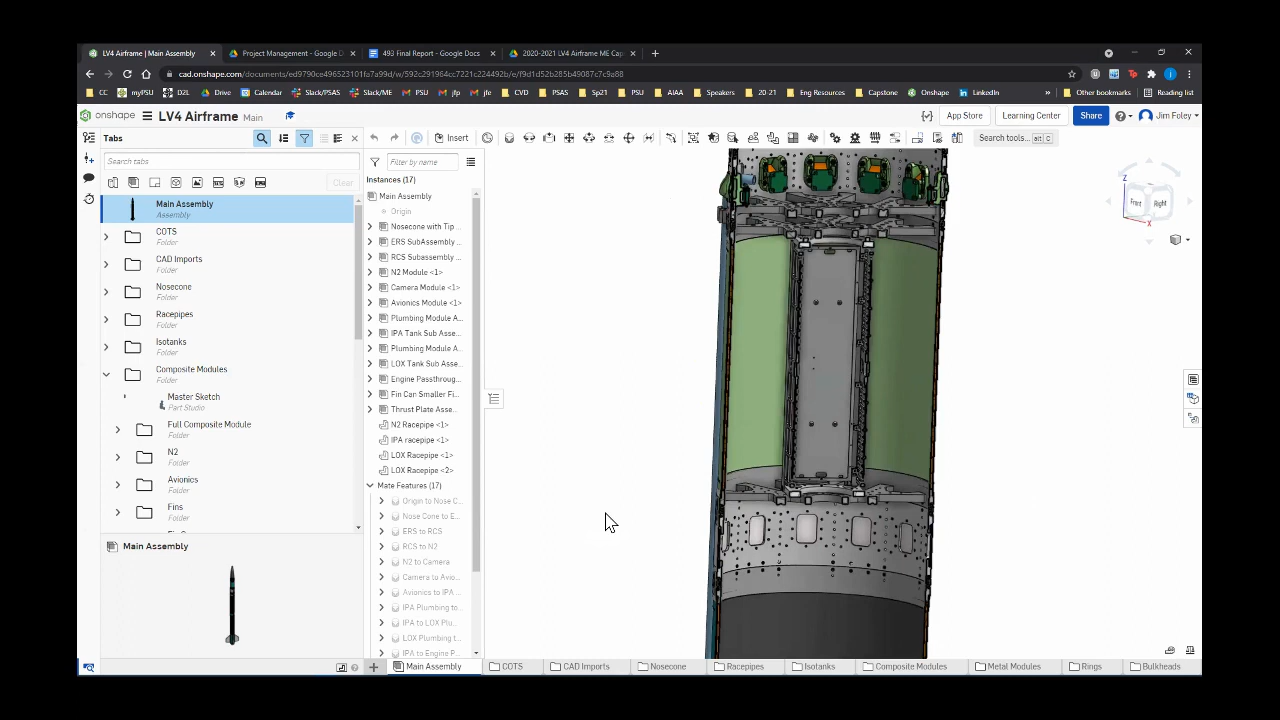 LV4 Airframe | Main Assembly
Project Management - Google D
493 Final Report - Google Docs
2020-2021 LV4 Airframe ME Cap
cad.onshape.com/documents/ed9790ce496523101fa7a99d/w/592c291964cc7221c224492b/e/f9d1d52b285b49087c7c9a88
CC myPSU D2L Drive Calendar Slack/PSAS Slack/ME PSU jfp jfe CVD PSAS Sp21 PSU AIAA Speakers 20-21 Eng Resources Capstone Onshape LinkedIn » Other bookmarks Reading list
onshape LV4 Airframe Main App Store Learning Center Share Jim Foley
Tabs
Insert
Search tools... alt C
Search tabs
Clear
Main Assembly
Assembly
COTS
Folder
CAD Imports
Folder
Nosecone
Folder
Racepipes
Folder
Isotanks
Folder
Composite Modules
Folder
Master Sketch
Part Studio
Full Composite Module
Folder
N2
Folder
Avionics
Folder
Fins
Folder
Main Assembly
Filter by name
Instances (17)
Main Assembly
Origin
Nosecone with Tip ...
ERS SubAssembly ...
RCS Subassembly ...
N2 Module <1>
Camera Module <1>
Avionics Module <1>
Plumbing Module A...
IPA Tank Sub Asse...
Plumbing Module A...
LOX Tank Sub Asse...
Engine Passthroug...
Fin Can Smaller Fi...
Thrust Plate Asse...
N2 Racepipe <1>
IPA racepipe <1>
LOX Racepipe <1>
LOX Racepipe <2>
Mate Features (17)
Origin to Nose C...
Nose Cone to E...
ERS to RCS
RCS to N2
N2 to Camera
Camera to Avio...
Avionics to IPA ...
IPA Plumbing to...
IPA to LOX Plu...
LOX Plumbing t...
IPA to Engine P...
Z
Front Right
X
Main Assembly COTS CAD Imports Nosecone Racepipes Isotanks Composite Modules Metal Modules Rings Bulkheads